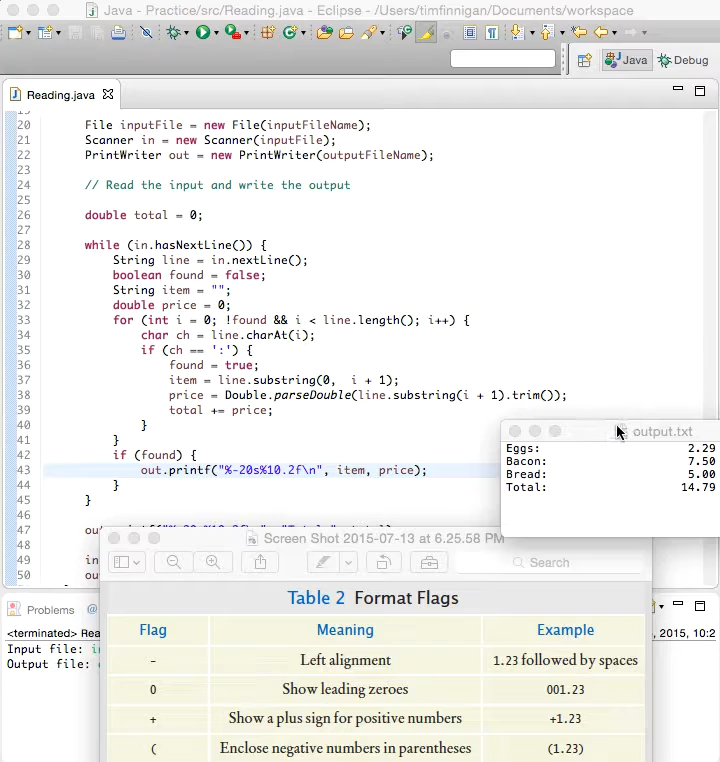 Java - Practice/src/Reading.java - Eclipse - /Users/timfinnigan/Documents/workspace
Java
Debug
Reading.java
20 File inputFile = new File(inputFileName);
21 Scanner in = new Scanner(inputFile);
22 PrintWriter out = new PrintWriter(outputFileName);
23
24 // Read the input and write the output
25
26 double total = 0;
27
28 while (in.hasNextLine()) {
29 String line = in.nextLine();
30 boolean found = false;
31 String item = "";
32 double price = 0;
33 for (int i = 0; !found && i < line.length(); i++) {
34 char ch = line.charAt(i);
35 if (ch == ':') {
36 found = true;
37 item = line.substring(0, i + 1);
38 price = Double.parseDouble(line.substring(i + 1).trim());
39 total += price;
40 }
41 }
42 if (found) {
43 out.printf("%-20s%10.2f\n", item, price);
44 }
45 }
46
47 ou
48
49 in
50 ou
output.txt
Eggs: 2.29
Bacon: 7.50
Bread: 5.00
Total: 14.79
Screen Shot 2015-07-13 at 6.25.58 PM
Search
Table 2 Format Flags
Flag Meaning Example
- Left alignment 1.23 followed by spaces
0 Show leading zeroes 001.23
+ Show a plus sign for positive numbers +1.23
( Enclose negative numbers in parentheses (1.23)
Problems @
<terminated> Rea
, 2015, 10:2
Input file: in
Output file: